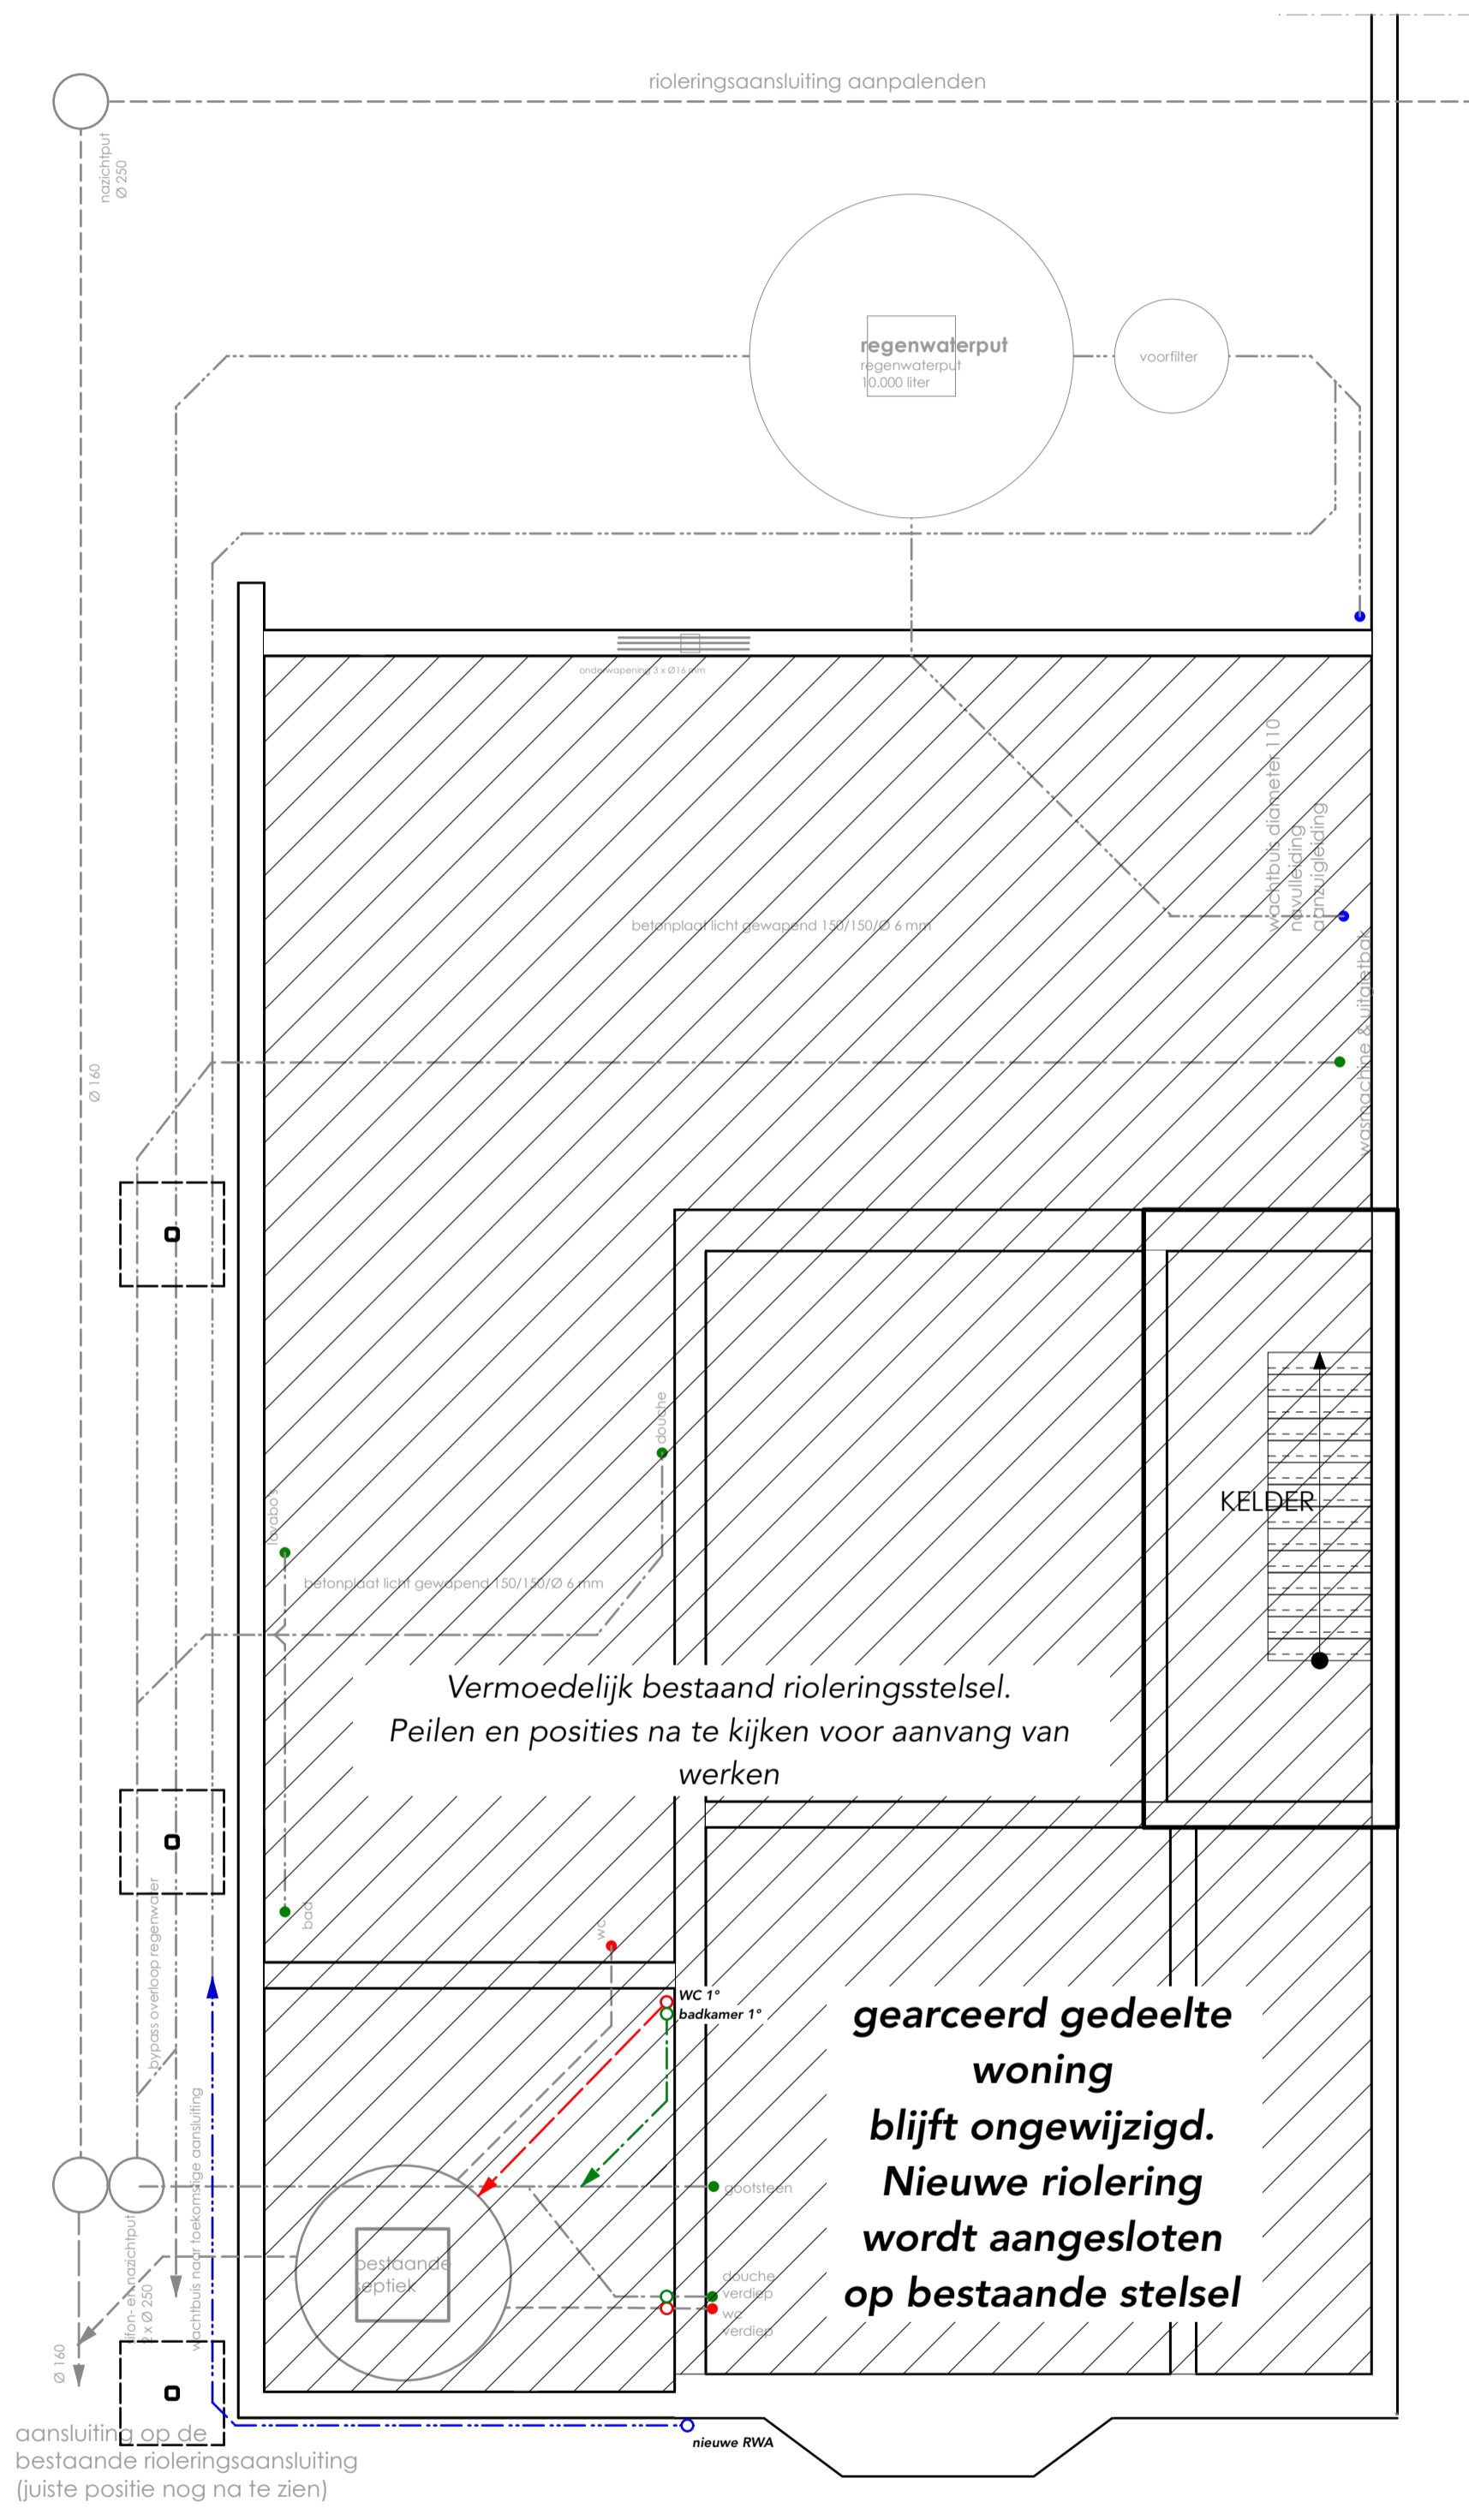 rioleringsaansluiting aanpalenden
nazichtput
Ø 250
regenwaterput
regenwaterput
10.000 liter
voorfilter
onderwapening 3 x Ø16 mm
wachtbuis diameter 110
navulleiding
aanzuigleiding
betonplaat licht gewapend 150/150/Ø 6 mm
wasmachine & uitgietbak
Ø 160
douche
KELDER
lavabo's
betonplaat licht gewapend 150/150/Ø 6 mm
Vermoedelijk bestaand rioleringsstelsel.
Peilen en posities na te kijken voor aanvang van
werken
bad
wc
bypass overloop regenwater
WC 1°
badkamer 1°
gearceerd gedeelte
woning
blijft ongewijzigd.
Nieuwe riolering
wordt aangesloten
op bestaande stelsel
wachtbuis naar toekomstige aansluiting
gootsteen
bestaande
septiek
douche
verdiep
wc
verdiep
sifon- en nazichtput
2 x Ø 250
Ø 160
aansluiting op de
bestaande rioleringsaansluiting
(juiste positie nog na te zien)
nieuwe RWA